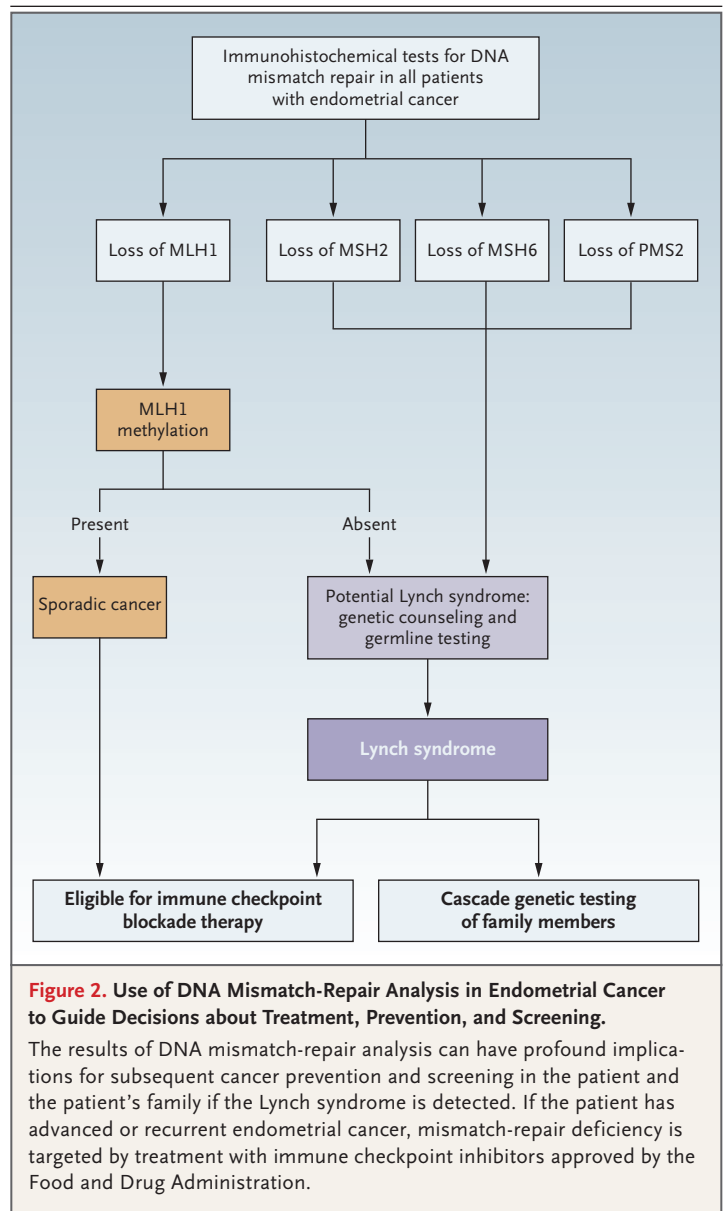 Immunohistochemical tests for DNA
mismatch repair in all patients
with endometrial cancer
Loss of MLH1
Loss of MSH2
Loss of MSH6
Loss of PMS2
MLH1
methylation
Present
Absent
Sporadic cancer
Potential Lynch syndrome:
genetic counseling and
germline testing
Lynch syndrome
Eligible for immune checkpoint
blockade therapy
Cascade genetic testing
of family members
Figure 2. Use of DNA Mismatch-Repair Analysis in Endometrial Cancer
to Guide Decisions about Treatment, Prevention, and Screening.
The results of DNA mismatch-repair analysis can have profound implica-
tions for subsequent cancer prevention and screening in the patient and
the patient's family if the Lynch syndrome is detected. If the patient has
advanced or recurrent endometrial cancer, mismatch-repair deficiency is
targeted by treatment with immune checkpoint inhibitors approved by the
Food and Drug Administration.